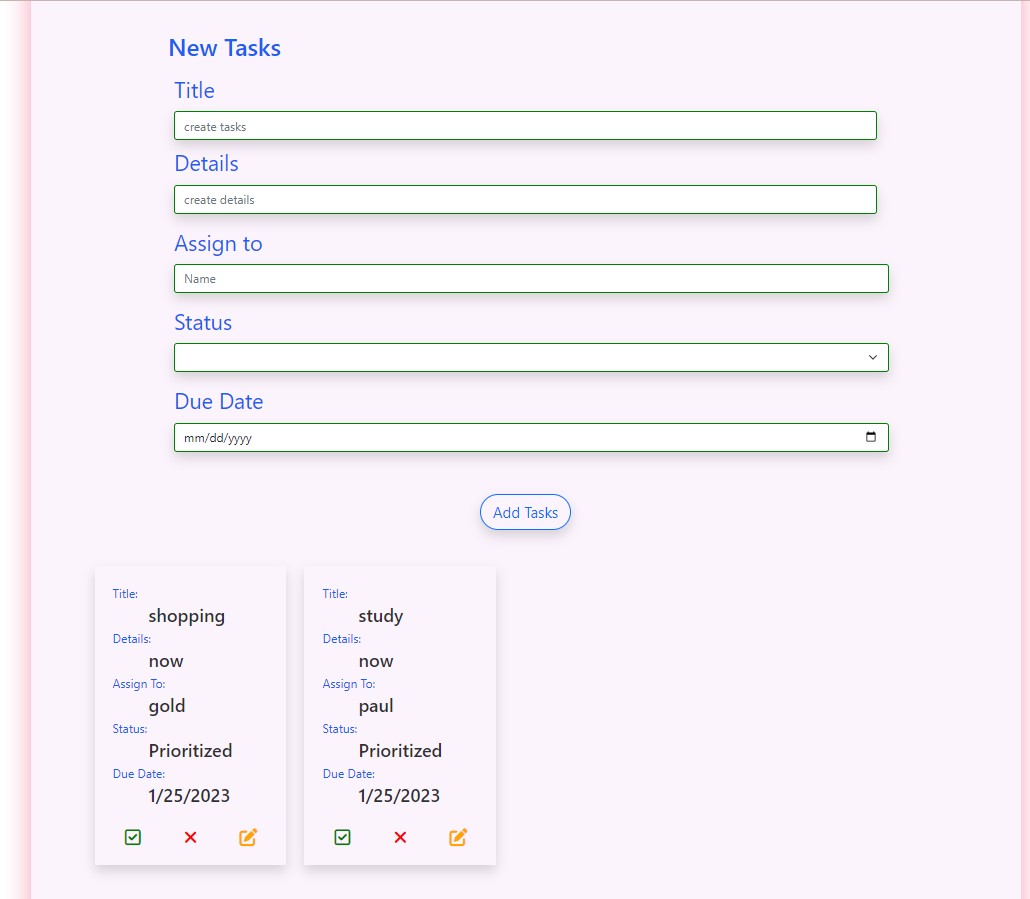 New Tasks
Title
create tasks
Details
create details
Assign to
Name
Status
Due Date
mm/dd/yyyy
Add Tasks
Title:
shopping
Details:
now
Assign To:
gold
Status:
Prioritized
Due Date:
1/25/2023
Title:
study
Details:
now
Assign To:
paul
Status:
Prioritized
Due Date:
1/25/2023